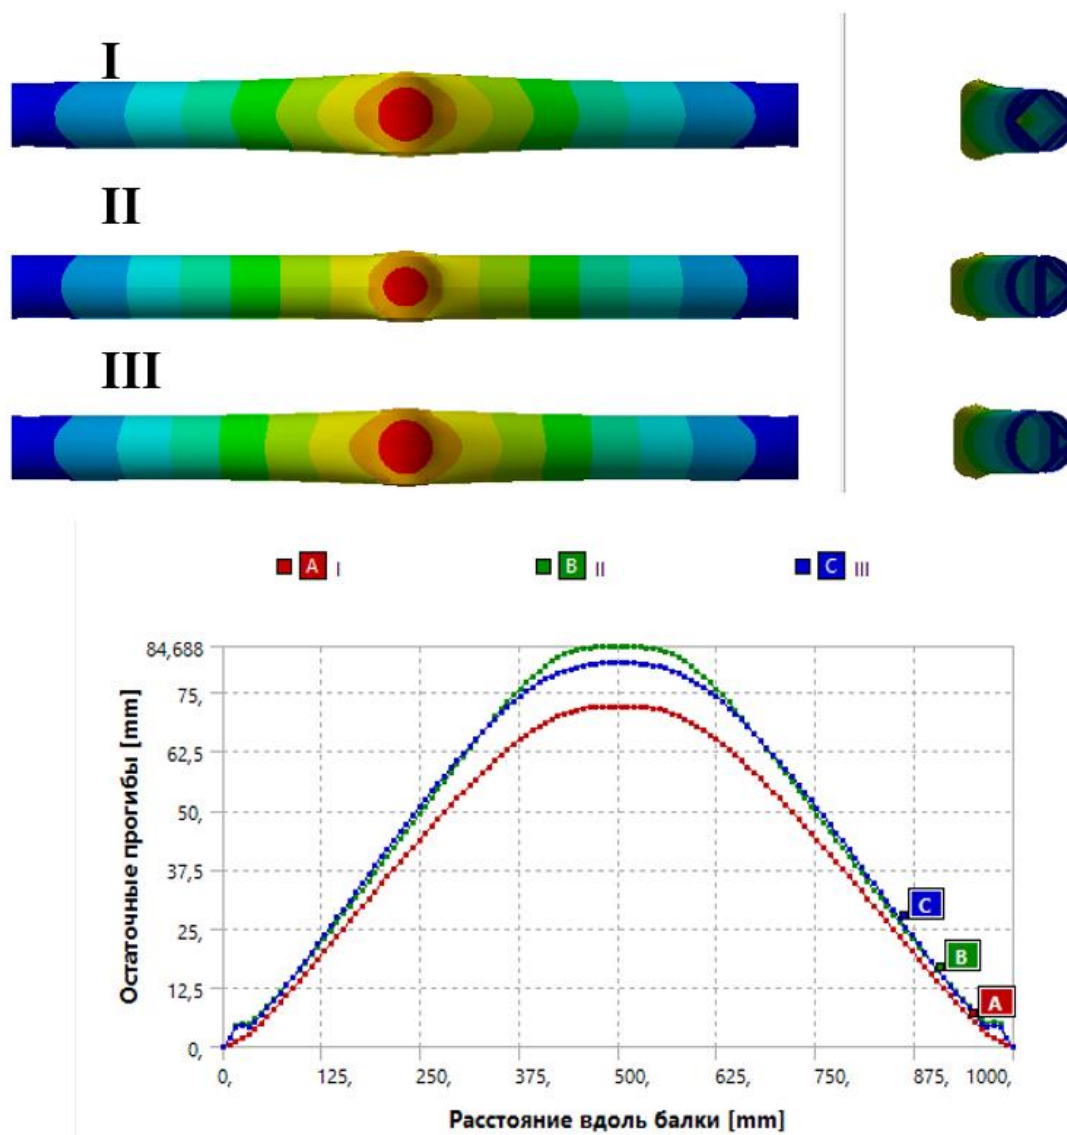 I
II
III
A I B II C III
84,688
75,
62,5
50,
37,5
25,
12,5
0,
Остаточные прогибы [mm]
C
B
A
0, 125, 250, 375, 500, 625, 750, 875, 1000,
Расстояние вдоль балки [mm]